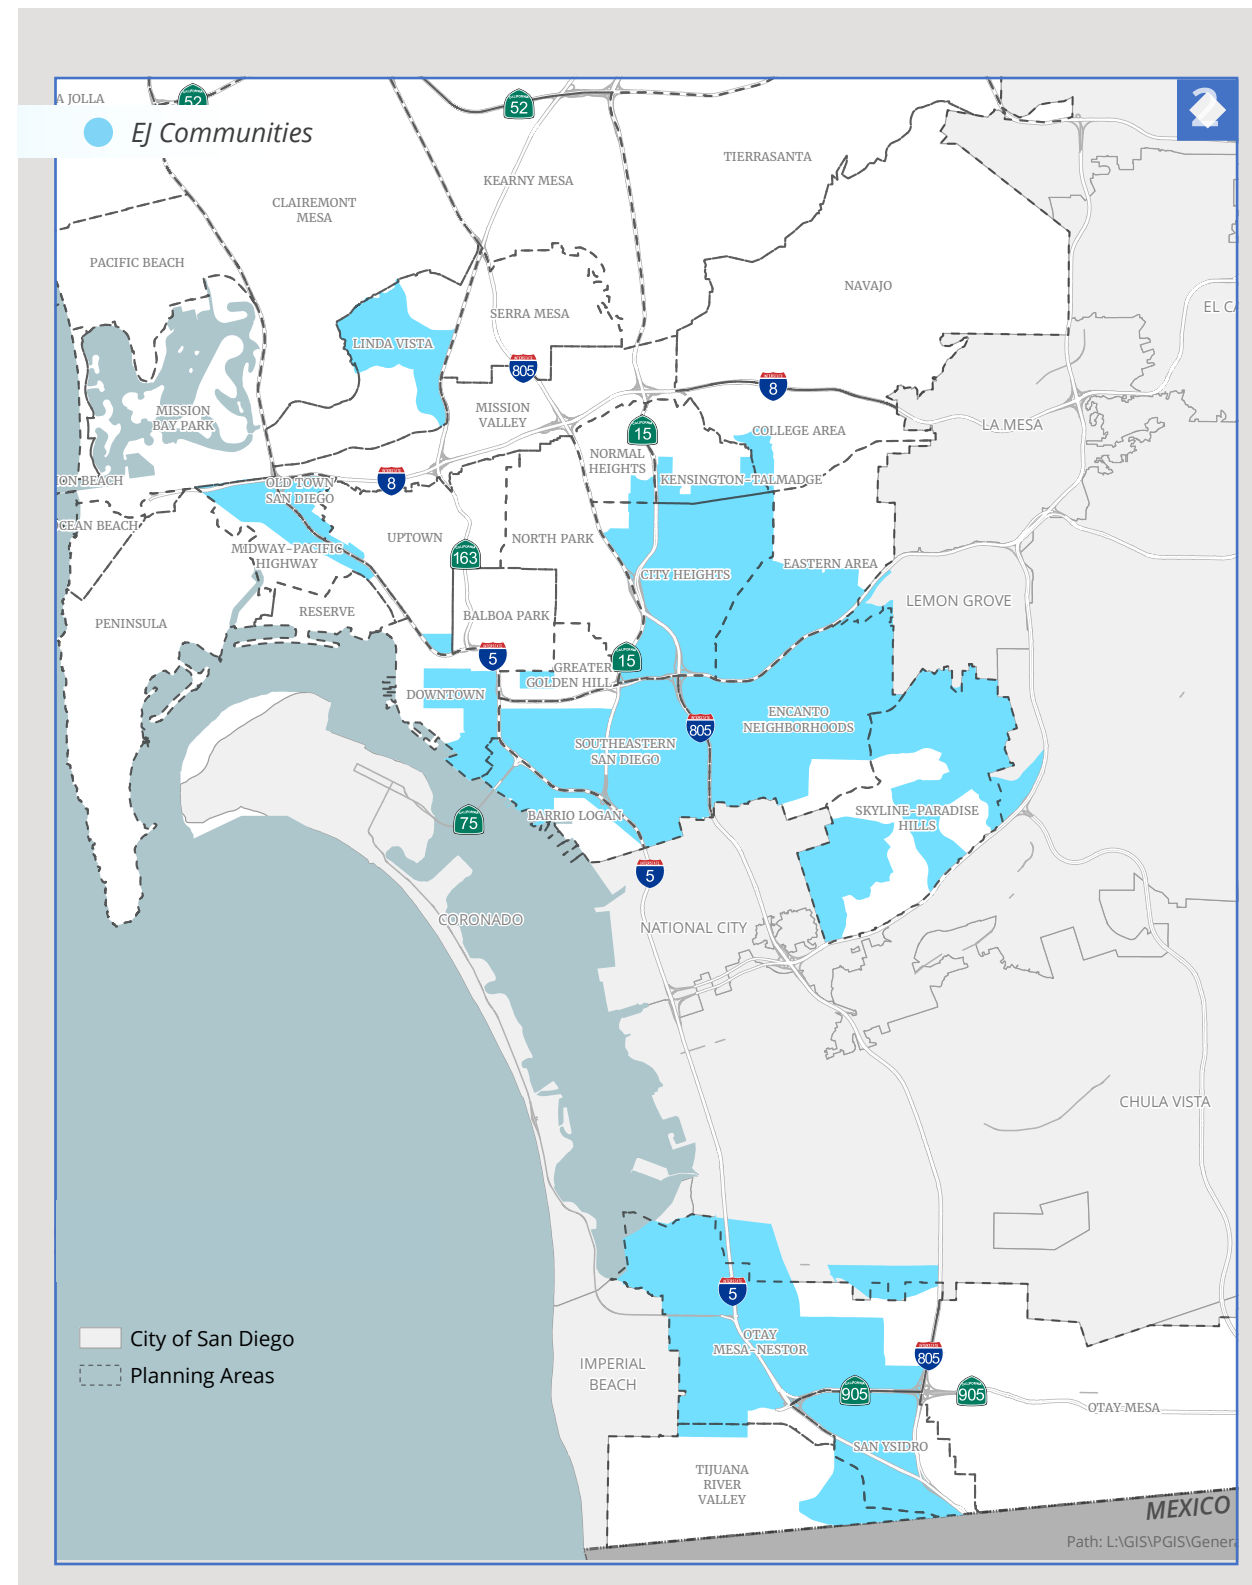 A JOLLA
52
52
2
EJ Communities
TIERRASANTA
KEARNY MESA
CLAIREMONT
MESA
PACIFIC BEACH
NAVAJO
SERRA MESA
EL CA
LINDA VISTA
805
8
MISSION
BAY PARK
MISSION
VALLEY
15
COLLEGE AREA
LA MESA
NORMAL
HEIGHTS
ION BEACH
OLD TOWN
SAN DIEGO
8
KENSINGTON-TALMADGE
CEAN BEACH
UPTOWN
NORTH PARK
MIDWAY-PACIFIC
HIGHWAY
163
CITY HEIGHTS
EASTERN AREA
LEMON GROVE
PENINSULA
RESERVE
BALBOA PARK
5
15
GREATER
GOLDEN HILL
DOWNTOWN
ENCANTO
NEIGHBORHOODS
805
SOUTHEASTERN
SAN DIEGO
75
BARRIO LOGAN
SKYLINE-PARADISE
HILLS
5
CORONADO
NATIONAL CITY
CHULA VISTA
5
City of San Diego
Planning Areas
OTAY
MESA-NESTOR
805
IMPERIAL
BEACH
905
905
OTAY MESA
SAN YSIDRO
TIJUANA
RIVER
VALLEY
MEXICO
Path: L:\GIS\PGIS\Genera